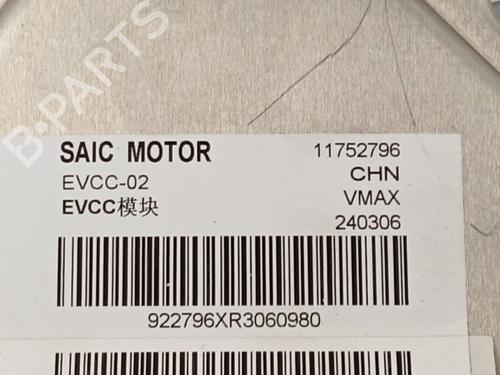 B-PARTS
SAIC MOTOR 11752796
EVCC-02 CHN
EVCC模块 VMAX
240306
922796XR3060980